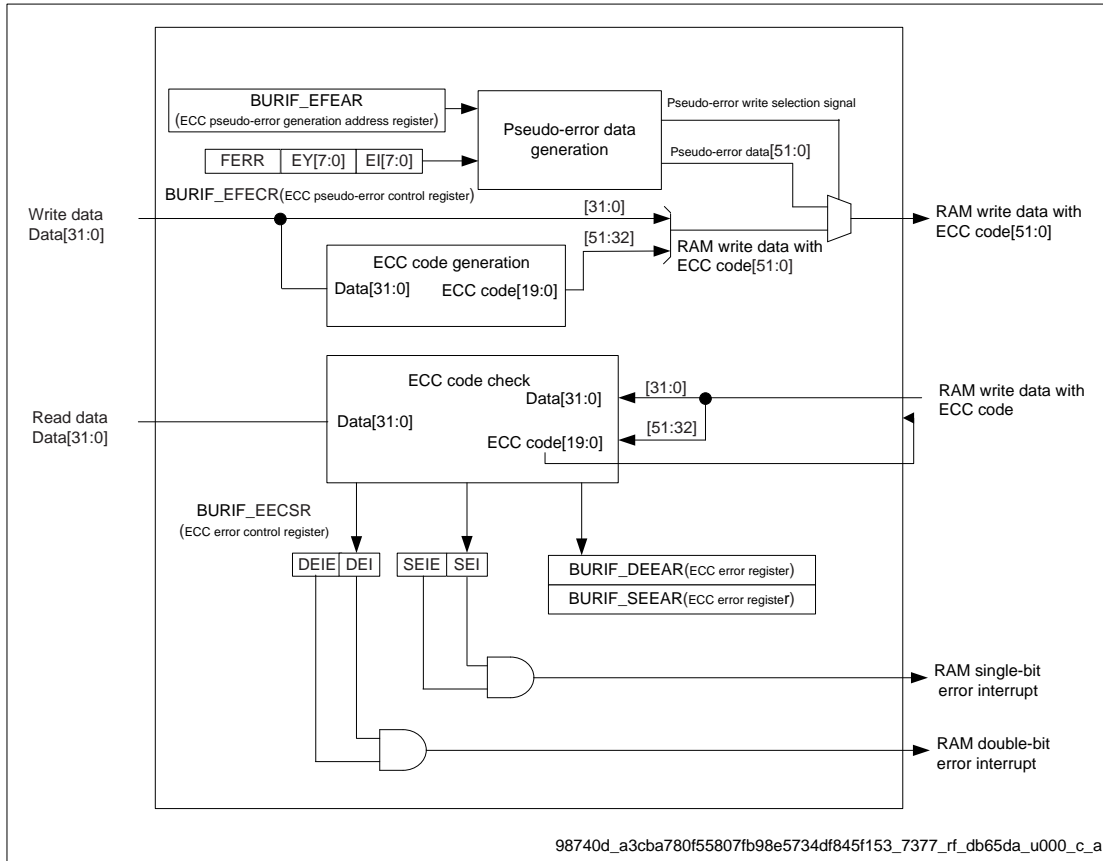 BURIF_EFEAR
(ECC pseudo-error generation address register)
Pseudo-error data
generation
Pseudo-error write selection signal
FERR EY[7:0] EI[7:0]
Pseudo-error data[51:0]
BURIF_EFECR(ECC pseudo-error control register)
Write data
Data[31:0]
[31:0]
[51:32]
RAM write data with
ECC code[51:0]
RAM write data with
ECC code[51:0]
ECC code generation
Data[31:0] ECC code[19:0]
ECC code check
Data[31:0]
Data[31:0]
ECC code[19:0]
[31:0]
[51:32]
RAM write data with
ECC code
Read data
Data[31:0]
BURIF_EECSR
(ECC error control register)
DEIE DEI SEIE SEI
BURIF_DEEAR(ECC error register)
BURIF_SEEAR(ECC error register)
RAM single-bit
error interrupt
RAM double-bit
error interrupt
98740d_a3cba780f55807fb98e5734df845f153_7377_rf_db65da_u000_c_a